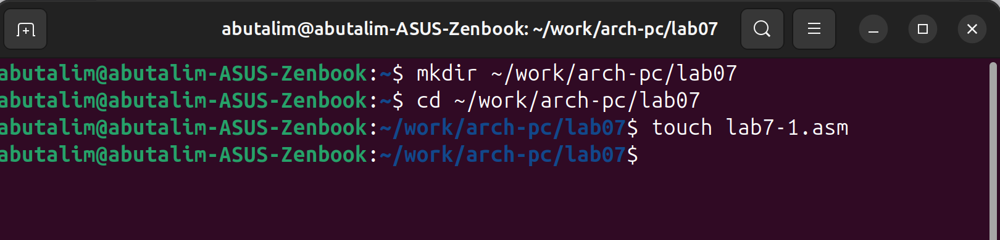 abutalim@abutalim-ASUS-Zenbook: ~/work/arch-pc/lab07
abutalim@abutalim-ASUS-Zenbook:~$ mkdir ~/work/arch-pc/lab07
abutalim@abutalim-ASUS-Zenbook:~$ cd ~/work/arch-pc/lab07
abutalim@abutalim-ASUS-Zenbook:~/work/arch-pc/lab07$ touch lab7-1.asm
abutalim@abutalim-ASUS-Zenbook:~/work/arch-pc/lab07$